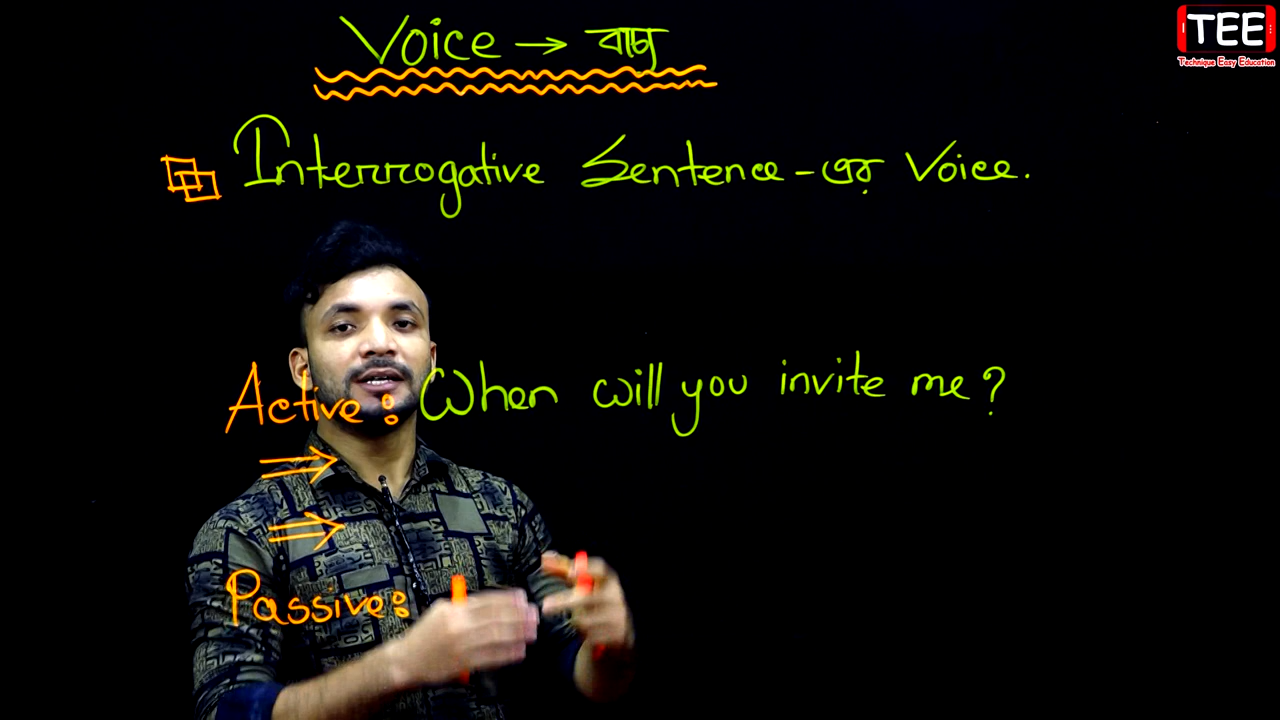 Voice → বাচ্য
TEE
Technique Easy Education
Interrogative Sentence-এর Voice.
Active: When will you invite me?
⇒
⇒
Passive: